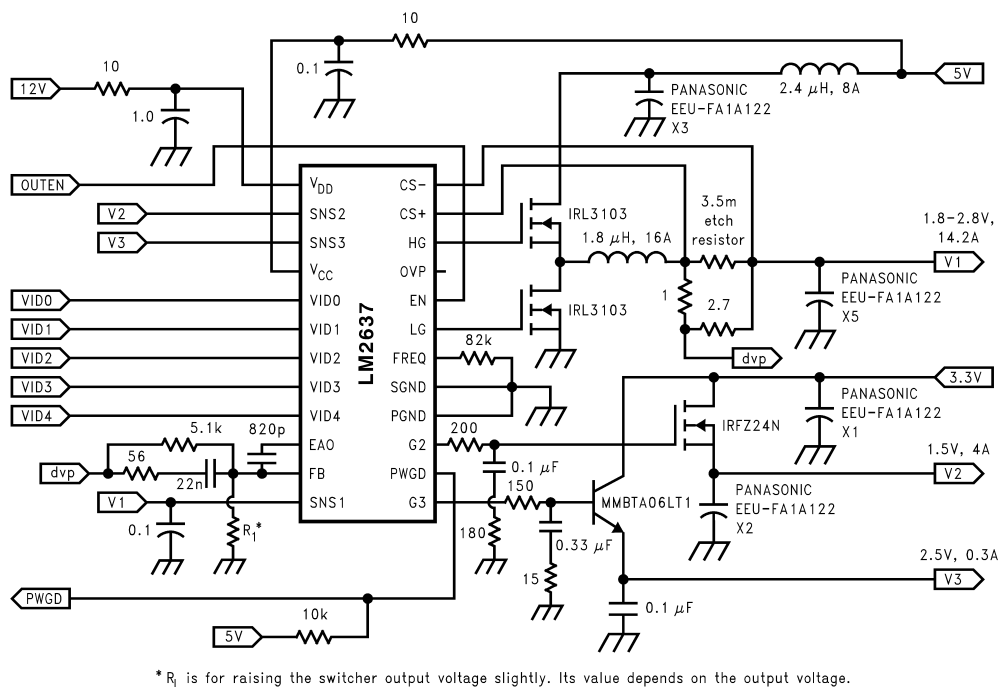 10
0.1
5V
2.4 μH, 8A
PANASONIC
EEU-FA1A122
X3
12V
10
1.0
OUTEN
V2
V3
VID0
VID1
VID2
VID3
VID4
VDD
SNS2
SNS3
VCC
VID0
VID1
VID2
VID3
VID4
EAO
FB
SNS1
LM2637
CS-
CS+
HG
OVP
EN
LG
FREQ
SGND
PGND
G2
PWGD
G3
IRL3103
1.8 μH, 16A
3.5m
etch
resistor
1.8-2.8V,
14.2A
V1
PANASONIC
EEU-FA1A122
X5
IRL3103
1
2.7
dvp
82k
3.3V
PANASONIC
EEU-FA1A122
X1
IRFZ24N
200
0.1 μF
180
150
0.33 μF
15
MMBTA06LT1
1.5V, 4A
V2
PANASONIC
EEU-FA1A122
X2
2.5V, 0.3A
V3
0.1 μF
5.1k
820p
dvp
56
22n
V1
0.1
R1*
PWGD
5V
10k
* R1 is for raising the switcher output voltage slightly. Its value depends on the output voltage.